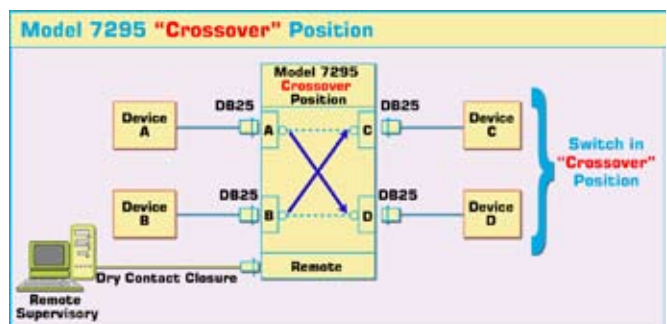 Model 7295 "Crossover" Position
Model 7295
Crossover
Position
DB25
DB25
Device
A
A
C
Device
C
Switch in
"Crossover"
Position
DB25
DB25
Device
B
B
D
Device
D
Remote
Dry Contact Closure
Remote
Supervisory